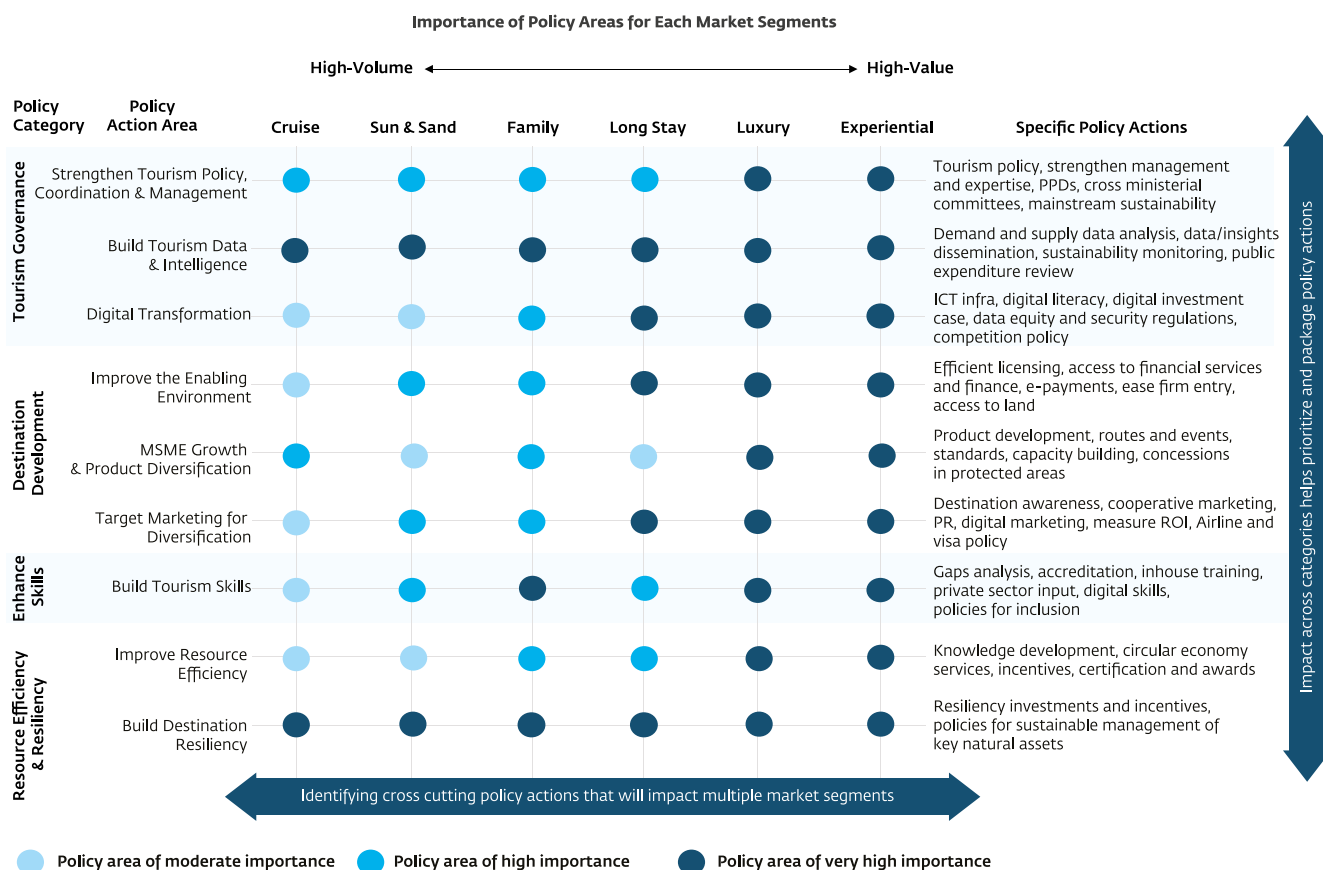 Importance of Policy Areas for Each Market Segments
High-Volume
High-Value
Policy
Category
Policy
Action Area
Cruise
Sun & Sand
Family
Long Stay
Luxury
Experiential
Specific Policy Actions
Tourism Governance
Strengthen Tourism Policy,
Coordination & Management
Tourism policy, strengthen management
and expertise, PPDs, cross ministerial
committees, mainstream sustainability
Build Tourism Data
& Intelligence
Demand and supply data analysis, data/insights
dissemination, sustainability monitoring, public
expenditure review
Digital Transformation
ICT infra, digital literacy, digital investment
case, data equity and security regulations,
competition policy
Destination
Development
Improve the Enabling
Environment
Efficient licensing, access to financial services
and finance, e-payments, ease firm entry,
access to land
MSME Growth
& Product Diversification
Product development, routes and events,
standards, capacity building, concessions
in protected areas
Target Marketing for
Diversification
Destination awareness, cooperative marketing,
PR, digital marketing, measure ROI, Airline and
visa policy
Enhance
Skills
Build Tourism Skills
Gaps analysis, accreditation, inhouse training,
private sector input, digital skills,
policies for inclusion
Resource Efficiency
& Resiliency
Improve Resource
Efficiency
Knowledge development, circular economy
services, incentives, certification and awards
Build Destination
Resiliency
Resiliency investments and incentives,
policies for sustainable management of
key natural assets
Impact across categories helps prioritize and package policy actions
Identifying cross cutting policy actions that will impact multiple market segments
Policy area of moderate importance
Policy area of high importance
Policy area of very high importance